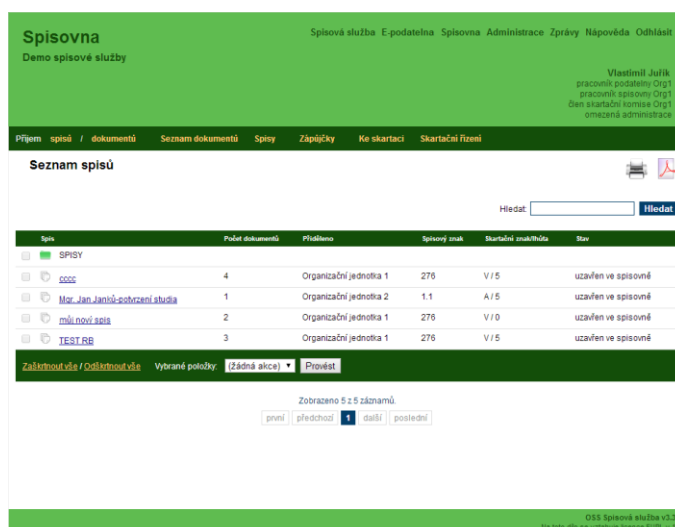 Spisovna
Spisová služba E-podatelna Spisovna Administrace Zprávy Nápověda Odhlásit
Demo spisové služby
Vlastimil Juřík
pracovník podatelny Org1
pracovník spisovny Org1
člen skartační komise Org1
omezená administrace
Příjem spisů / dokumentů Seznam dokumentů Spisy Zápůjčky Ke skartaci Skartační řízení
Seznam spisů
Hledat: Hledat
Spis Počet dokumentů Přiděleno Spisový znak Skartační znak/lhůta Stav
SPISY
cccc 4 Organizační jednotka 1 276 V / 5 uzavřen ve spisovně
Mgr. Jan Janků-potvrzení studia 1 Organizační jednotka 2 1.1 A / 5 uzavřen ve spisovně
můj noví spis 2 Organizační jednotka 1 276 V / 0 uzavřen ve spisovně
TEST RB 3 Organizační jednotka 1 276 V / 5 uzavřen ve spisovně
Zaškrtnout vše / Odškrtnout vše Vybrané položky: (žádná akce) Provést
Zobrazeno 5 z 5 záznamů.
první předchozí 1 další poslední
OSS Spisová služba v3.